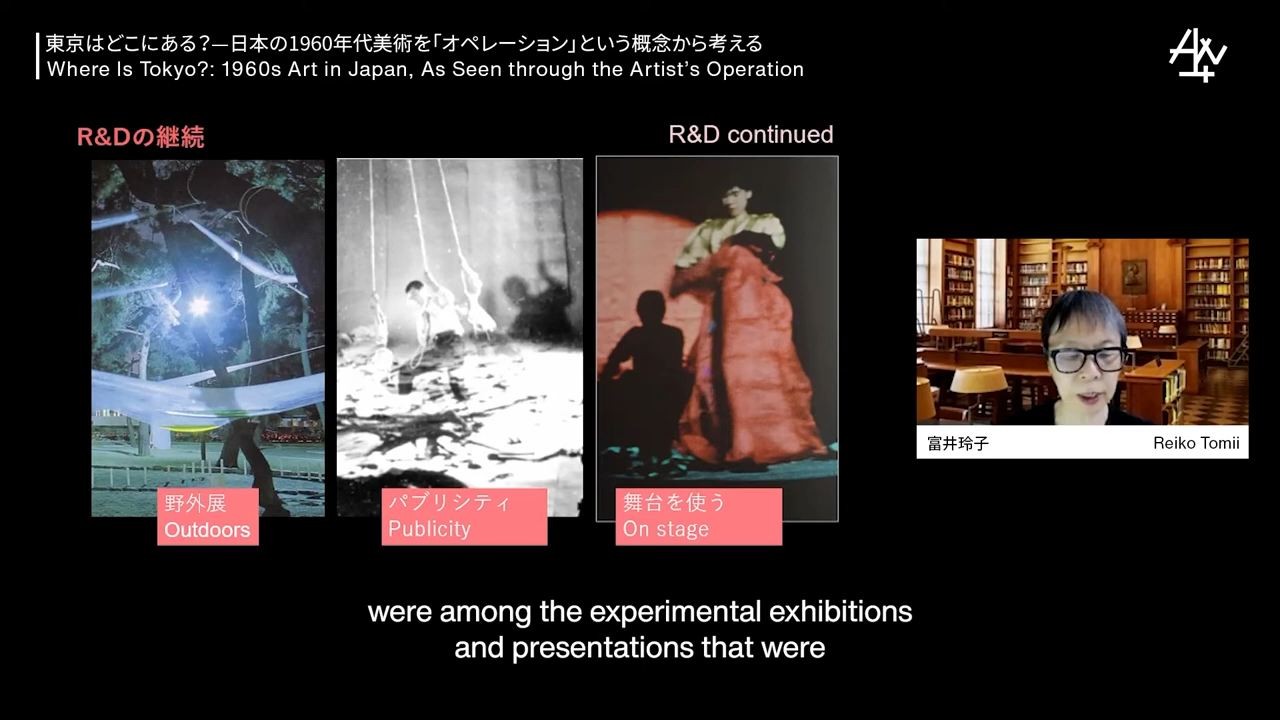 東京はどこにある？—日本の1960年代美術を「オペレーション」という概念から考える
Where Is Tokyo?: 1960s Art in Japan, As Seen through the Artist's Operation
R&Dの継続
R&D continued
野外展
Outdoors
パブリシティ
Publicity
舞台を使う
On stage
富井玲子
Reiko Tomii
were among the experimental exhibitions
and presentations that were